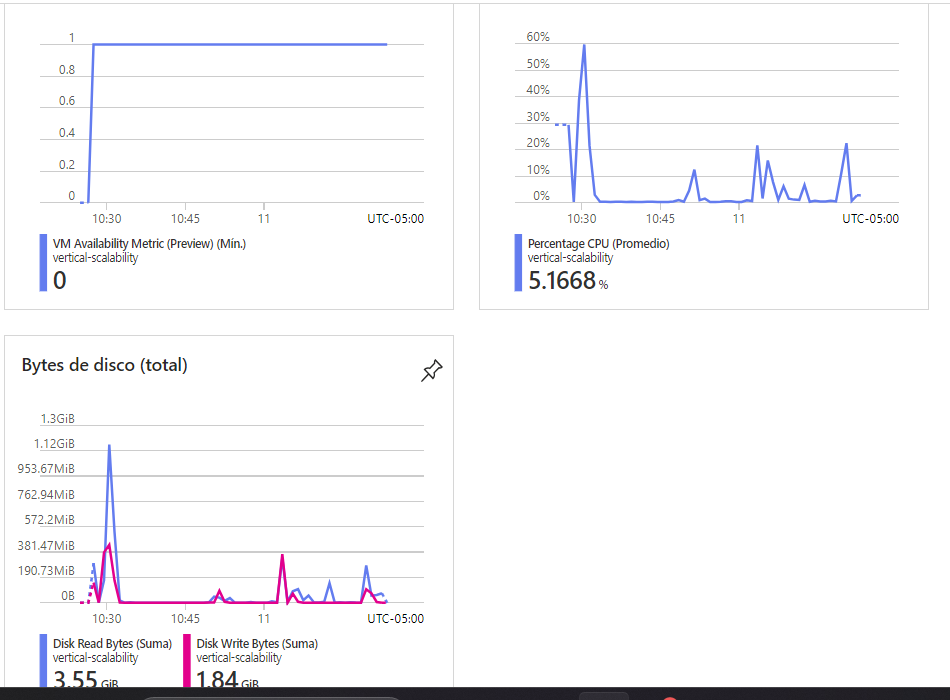 1
0.8
0.6
0.4
0.2
0
10:30 10:45 11 UTC-05:00
VM Availability Metric (Preview) (Mín.)
vertical-scalability
0
60%
50%
40%
30%
20%
10%
0%
10:30 10:45 11 UTC-05:00
Percentage CPU (Promedio)
vertical-scalability
5.1668 %
Bytes de disco (total)
1.3GiB
1.12GiB
953.67MiB
762.94MiB
572.2MiB
381.47MiB
190.73MiB
0B
10:30 10:45 11 UTC-05:00
Disk Read Bytes (Suma)
vertical-scalability
3.55 GiB
Disk Write Bytes (Suma)
vertical-scalability
1.84 GiB